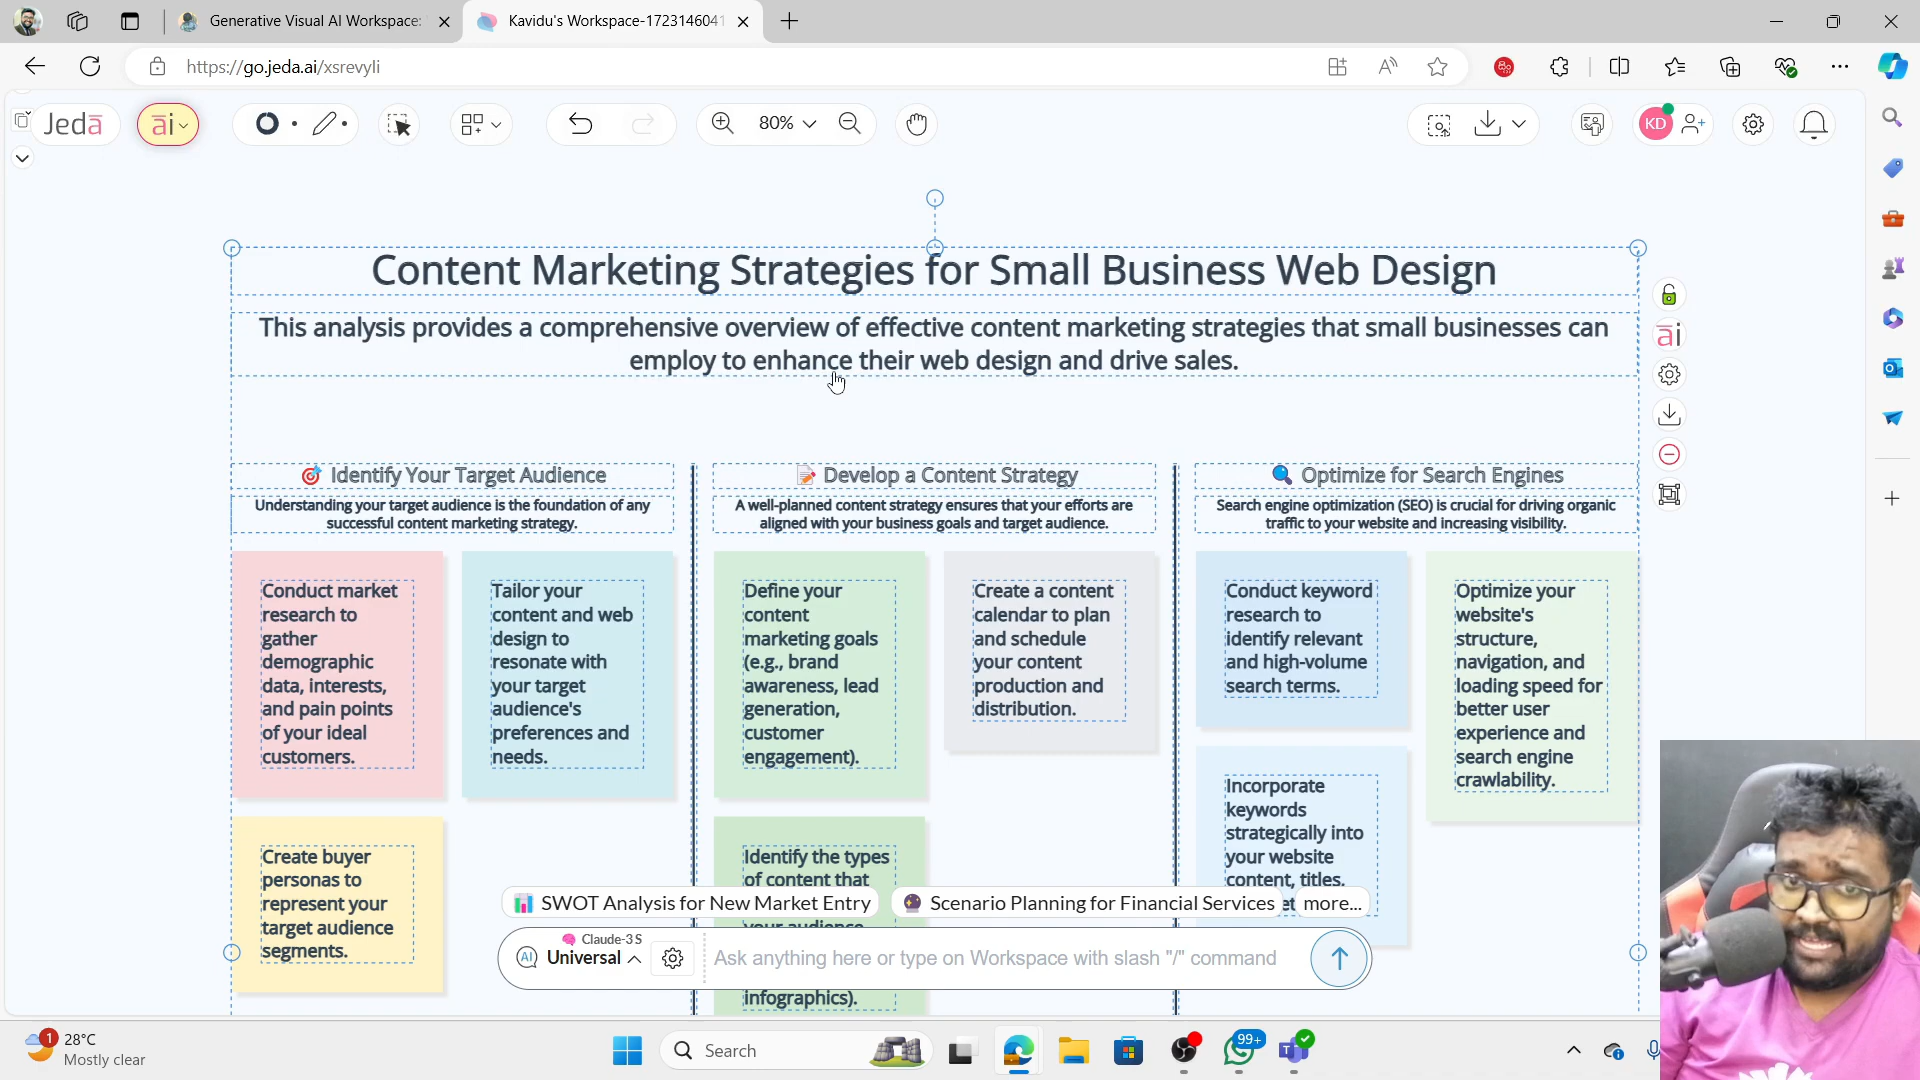 Generative Visual AI Workspace:
Kavidu's Workspace-1723146041
https://go.jeda.ai/xsrevyli
Jedā
āi
80%
KD
Content Marketing Strategies for Small Business Web Design
This analysis provides a comprehensive overview of effective content marketing strategies that small businesses can
employ to enhance their web design and drive sales.
āi
🎯 Identify Your Target Audience
Understanding your target audience is the foundation of any
successful content marketing strategy.
Conduct market
research to
gather
demographic
data, interests,
and pain points
of your ideal
customers.
Tailor your
content and web
design to
resonate with
your target
audience's
preferences and
needs.
Create buyer
personas to
represent your
target audience
segments.
📝 Develop a Content Strategy
A well-planned content strategy ensures that your efforts are
aligned with your business goals and target audience.
Define your
content
marketing goals
(e.g., brand
awareness, lead
generation,
customer
engagement).
Create a content
calendar to plan
and schedule
your content
production and
distribution.
Identify the types
of content that
your audience
infographics).
🔍 Optimize for Search Engines
Search engine optimization (SEO) is crucial for driving organic
traffic to your website and increasing visibility.
Conduct keyword
research to
identify relevant
and high-volume
search terms.
Optimize your
website's
structure,
navigation, and
loading speed for
better user
experience and
search engine
crawlability.
Incorporate
keywords
strategically into
your website
content, titles,
SWOT Analysis for New Market Entry
Scenario Planning for Financial Services
more...
Claude-3 S
AI Universal
Ask anything here or type on Workspace with slash "/" command
1
28°C
Mostly clear
Search
99+